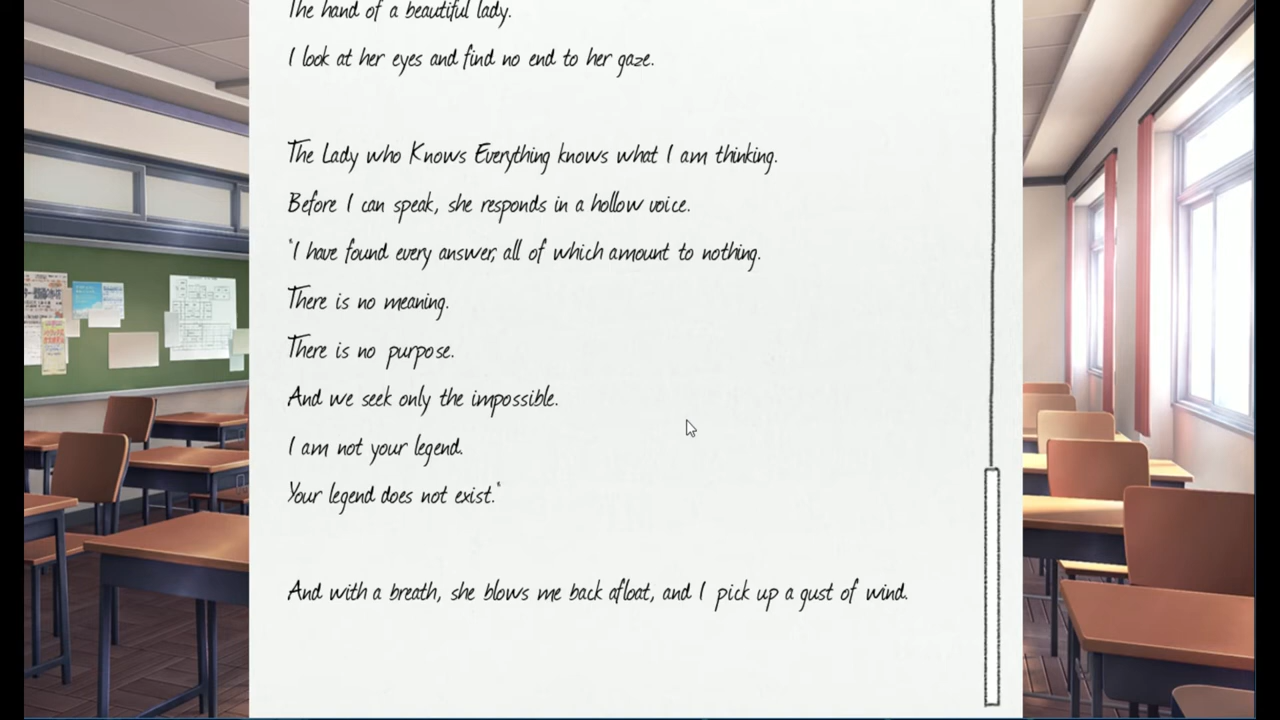 The hand of a beautiful lady.
I look at her eyes and find no end to her gaze.
The Lady who Knows Everything knows what I am thinking.
Before I can speak, she responds in a hollow voice.
"I have found every answer, all of which amount to nothing.
There is no meaning.
There is no purpose.
And we seek only the impossible.
I am not your legend.
Your legend does not exist."
And with a breath, she blows me back afloat, and I pick up a gust of wind.